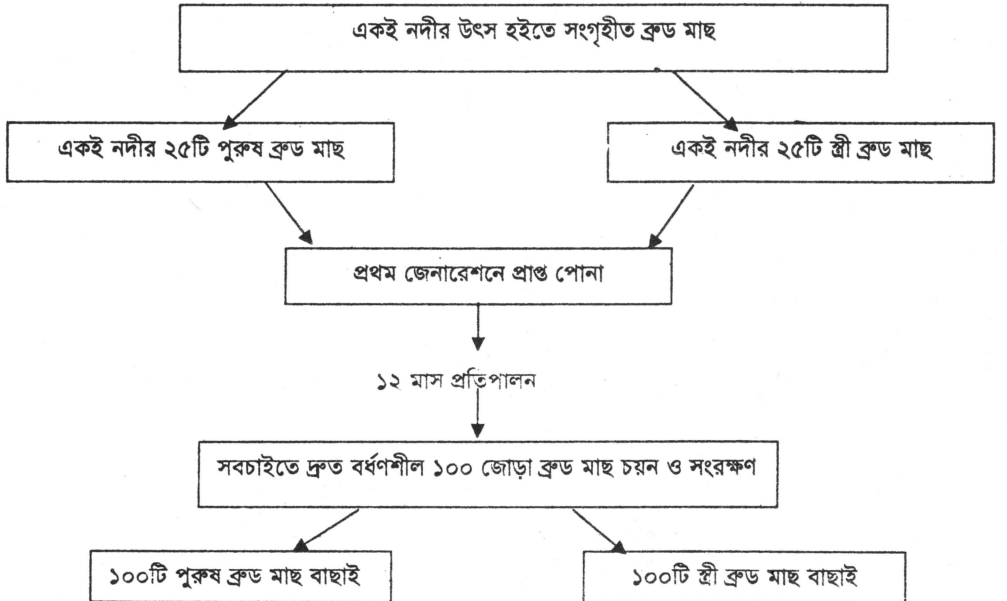 একই নদীর উৎস হইতে সংগৃহীত ব্রুড মাছ
একই নদীর ২৫টি পুরুষ ব্রুড মাছ
একই নদীর ২৫টি স্ত্রী ব্রুড মাছ
প্রথম জেনারেশনে প্রাপ্ত পোনা
১২ মাস প্রতিপালন
সবচাইতে দ্রুত বর্ধণশীল ১০০ জোড়া ব্রুড মাছ চয়ন ও সংরক্ষণ
১০০টি পুরুষ ব্রুড মাছ বাছাই
১০০টি স্ত্রী ব্রুড মাছ বাছাই